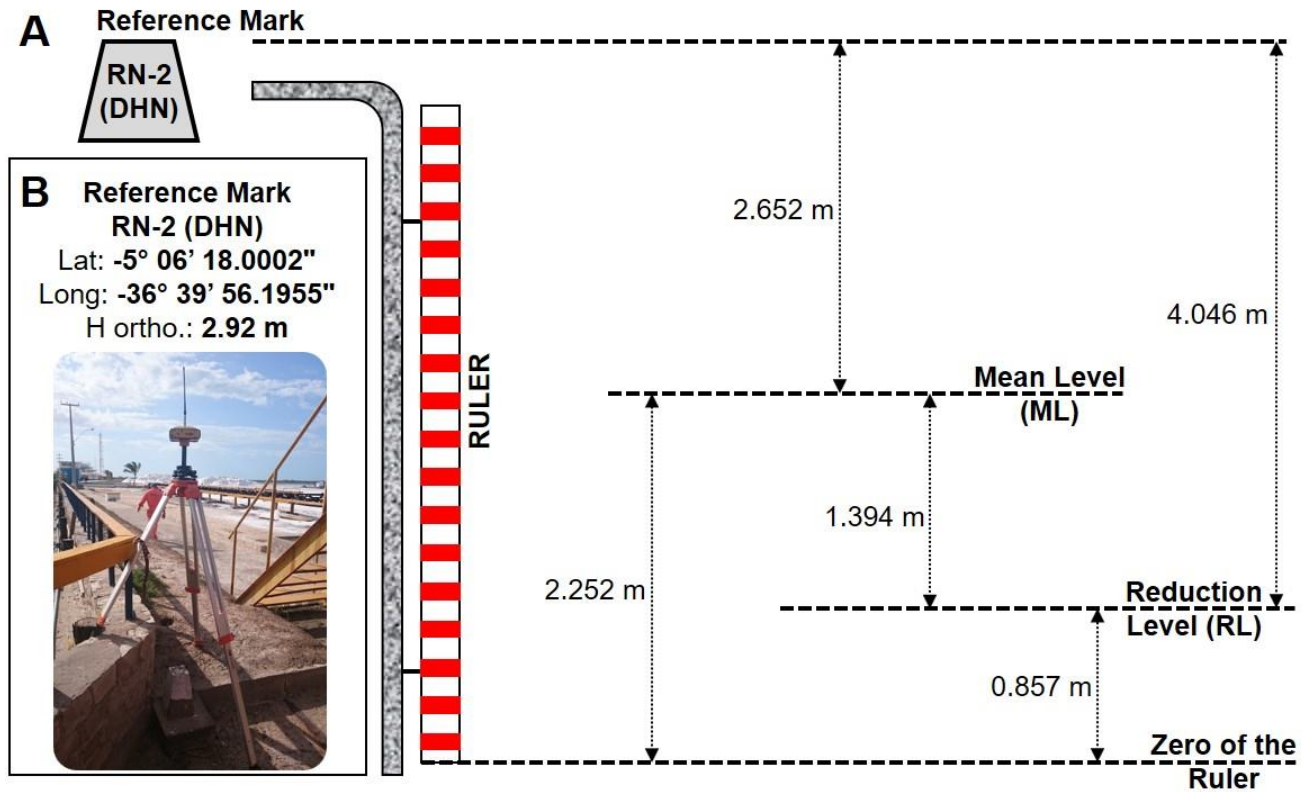 A
Reference Mark
RN-2
(DHN)
B
Reference Mark
RN-2 (DHN)
Lat: -5° 06’ 18.0002"
Long: -36° 39’ 56.1955"
H ortho.: 2.92 m
RULER
2.652 m
4.046 m
Mean Level
(ML)
1.394 m
2.252 m
Reduction
Level (RL)
0.857 m
Zero of the
Ruler